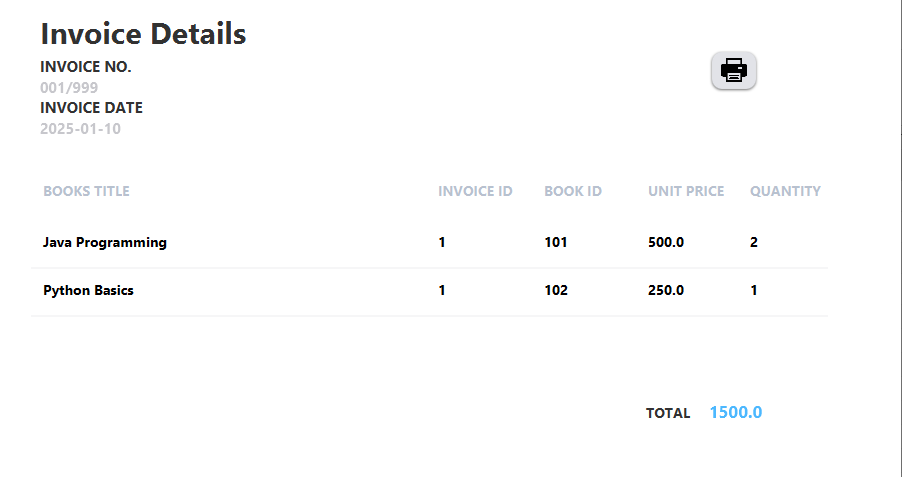 Invoice Details
INVOICE NO.
001/999
INVOICE DATE
2025-01-10
BOOKS TITLE INVOICE ID BOOK ID UNIT PRICE QUANTITY
Java Programming 1 101 500.0 2
Python Basics 1 102 250.0 1
TOTAL 1500.0